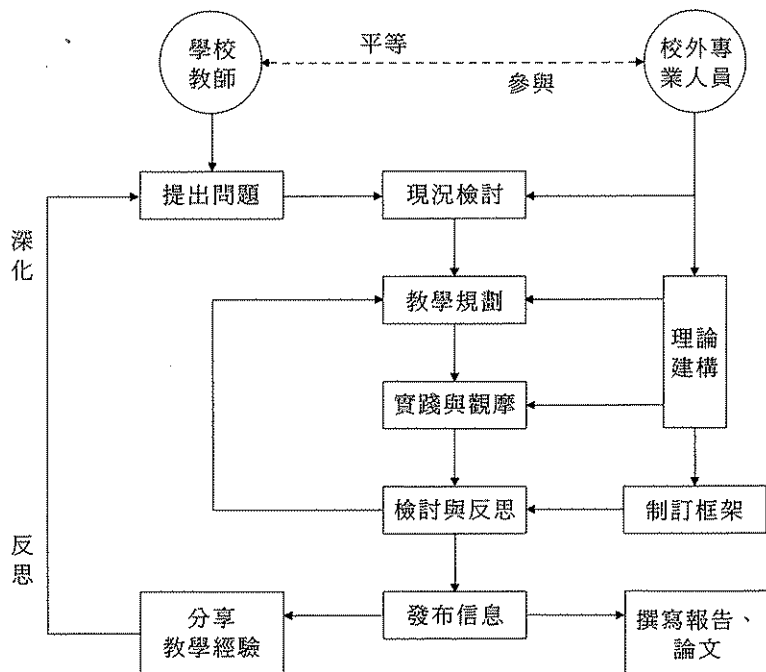 學校
教師
平等
參與
校外專
業人員
提出問題
現況檢討
深
化
教學規劃
理論
建構
實踐與觀摩
檢討與反思
制訂框架
反
思
分享
教學經驗
發布信息
撰寫報告、
論文